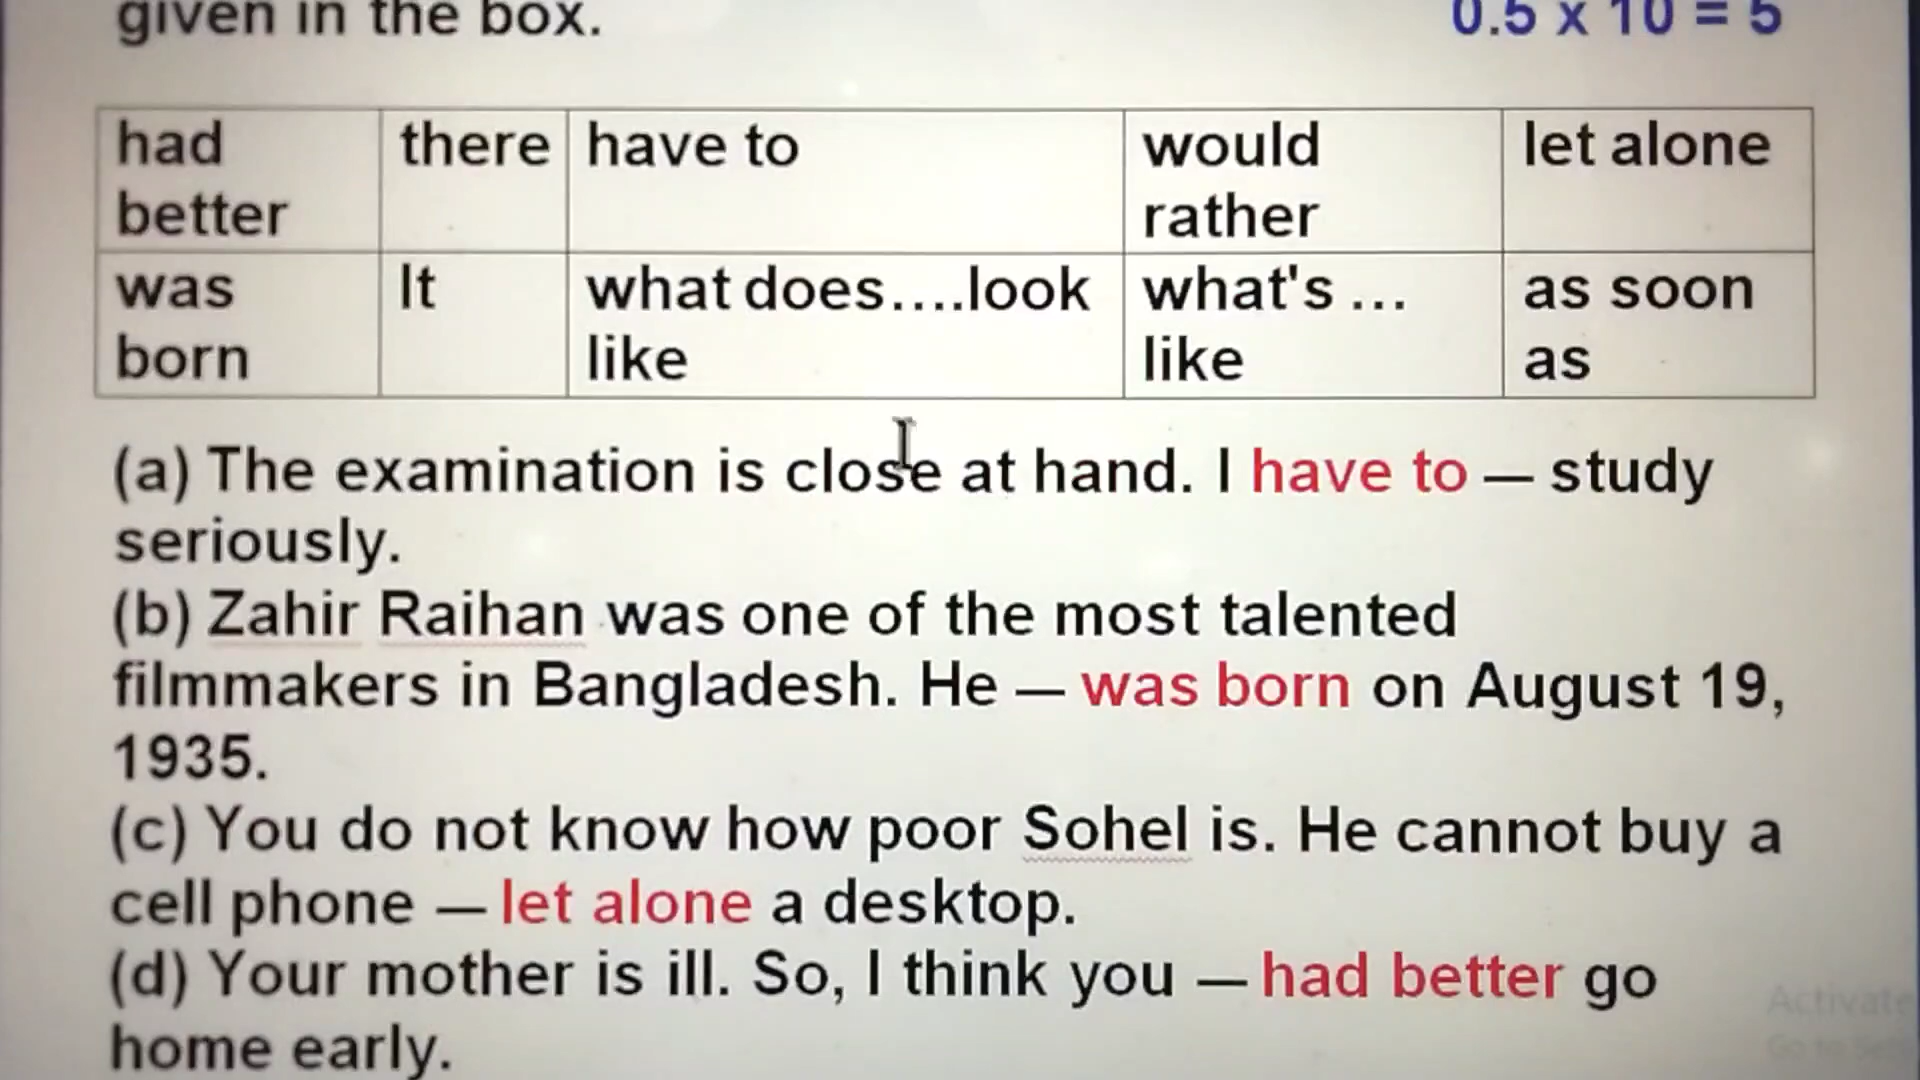 given in the box.
0.5 x 10 = 5
had better
there
have to
would rather
let alone
was born
It
what does....look like
what's ... like
as soon as
(a) The examination is close at hand. I have to — study
seriously.
(b) Zahir Raihan was one of the most talented
filmmakers in Bangladesh. He — was born on August 19,
1935.
(c) You do not know how poor Sohel is. He cannot buy a
cell phone — let alone a desktop.
(d) Your mother is ill. So, I think you — had better go
home early.
Activate
Go to